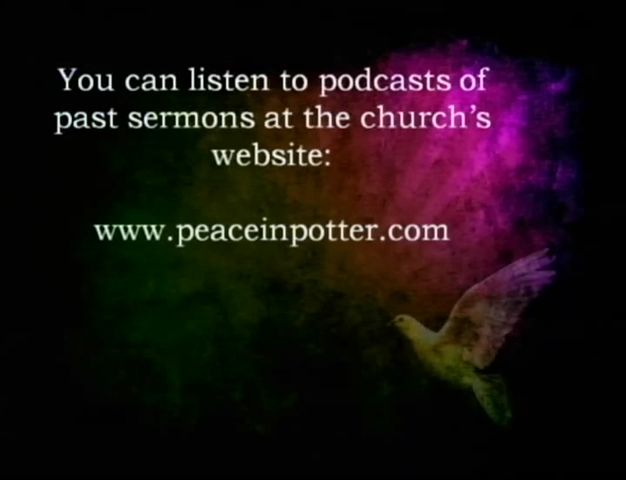 You can listen to podcasts of
past sermons at the church's
website:
www.peaceinpotter.com